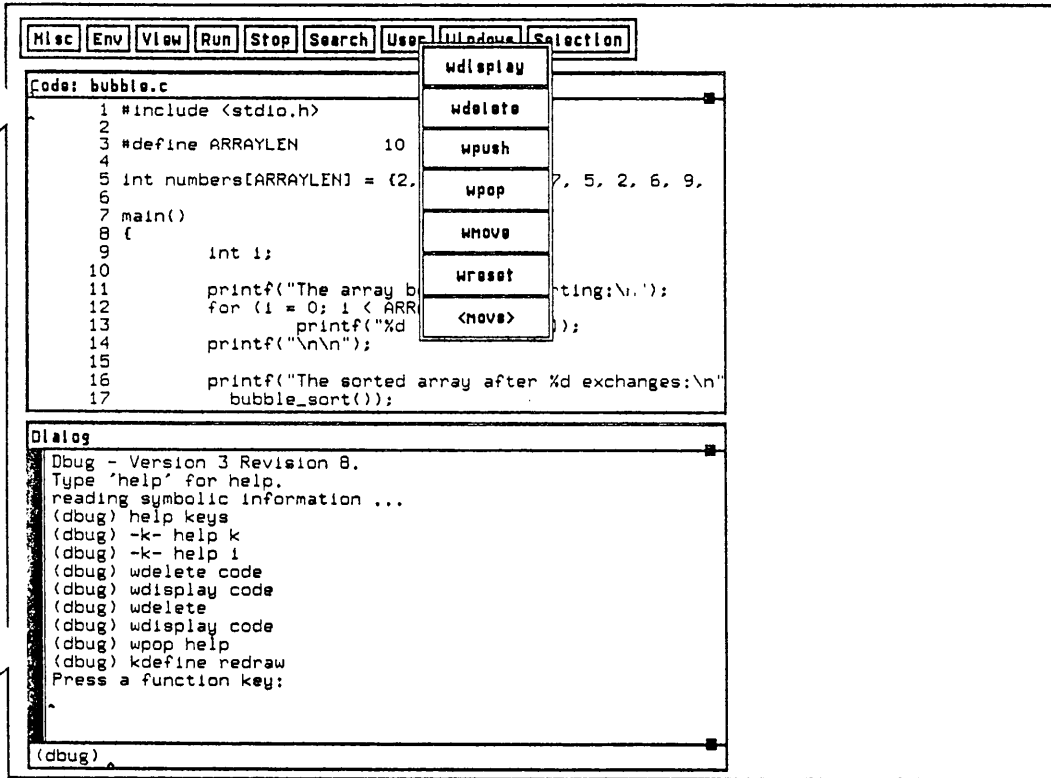 Misc Env View Run Stop Search User Windows Selection
wdisplay
wdelete
wpush
wpop
wmove
wreset
<move>
Code: bubble.c
1 #include <stdio.h>
2
3 #define ARRAYLEN 10
4
5 int numbers[ARRAYLEN] = {2, 7, 5, 2, 6, 9,
6
7 main()
8 {
9 int i;
10
11 printf("The array b ting:\n");
12 for (i = 0; i < ARR
13 printf("%d );
14 printf("\n\n");
15
16 printf("The sorted array after %d exchanges:\n"
17 bubble_sort());
Dialog
Dbug - Version 3 Revision 8.
Type 'help' for help.
reading symbolic information ...
(dbug) help keys
(dbug) -k- help k
(dbug) -k- help i
(dbug) wdelete code
(dbug) wdisplay code
(dbug) wdelete
(dbug) wdisplay code
(dbug) wpop help
(dbug) kdefine redraw
Press a function key:
^
(dbug) ^